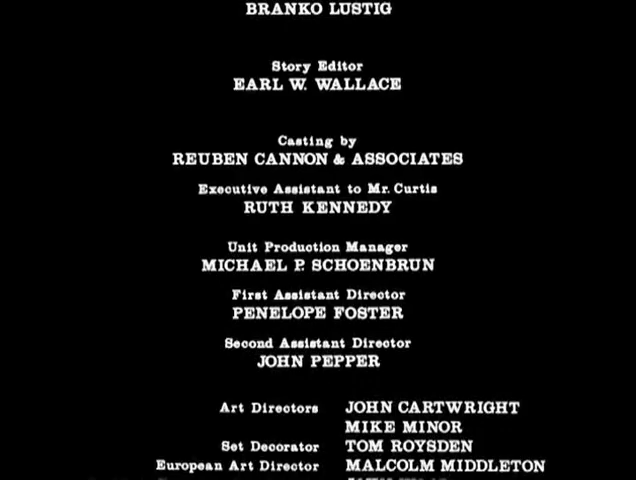 BRANKO LUSTIG
Story Editor
EARL W. WALLACE
Casting by
REUBEN CANNON & ASSOCIATES
Executive Assistant to Mr. Curtis
RUTH KENNEDY
Unit Production Manager
MICHAEL P. SCHOENBRUN
First Assistant Director
PENELOPE FOSTER
Second Assistant Director
JOHN PEPPER
Art Directors JOHN CARTWRIGHT
MIKE MINOR
Set Decorator TOM ROYSDEN
European Art Director MALCOLM MIDDLETON